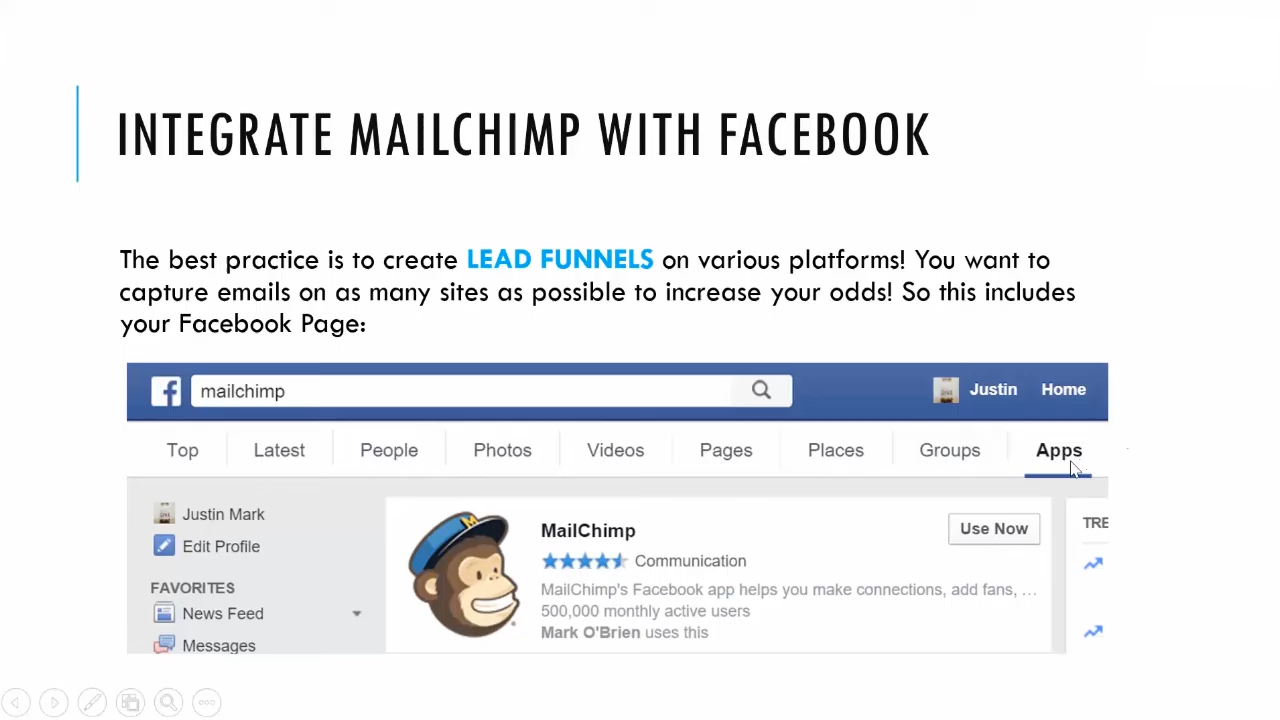 INTEGRATE MAILCHIMP WITH FACEBOOK
The best practice is to create LEAD FUNNELS on various platforms! You want to
capture emails on as many sites as possible to increase your odds! So this includes
your Facebook Page:
f mailchimp Justin Home
Top Latest People Photos Videos Pages Places Groups Apps
Justin Mark
Edit Profile
FAVORITES
News Feed
Messages
M
MailChimp
Use Now
Communication
MailChimp's Facebook app helps you make connections, add fans, …
500,000 monthly active users
Mark O'Brien uses this
TRE